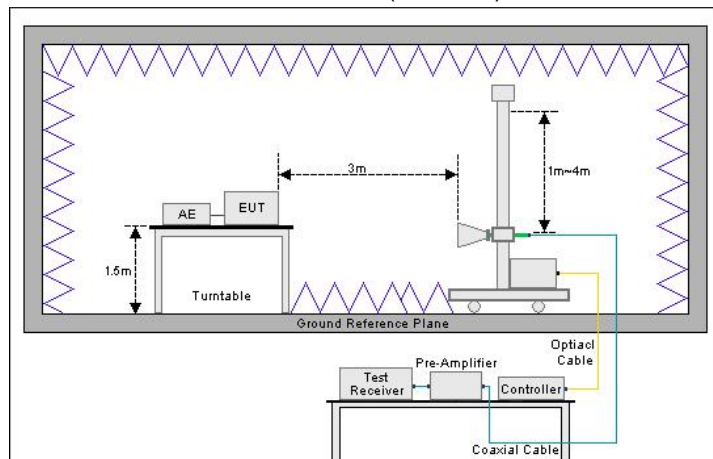 3m
1m~4m
AE
EUT
1.5m
Turntable
Ground Reference Plane
Optiacl
Cable
Pre-Amplifier
Test
Receiver
Controller
Coaxial Cable